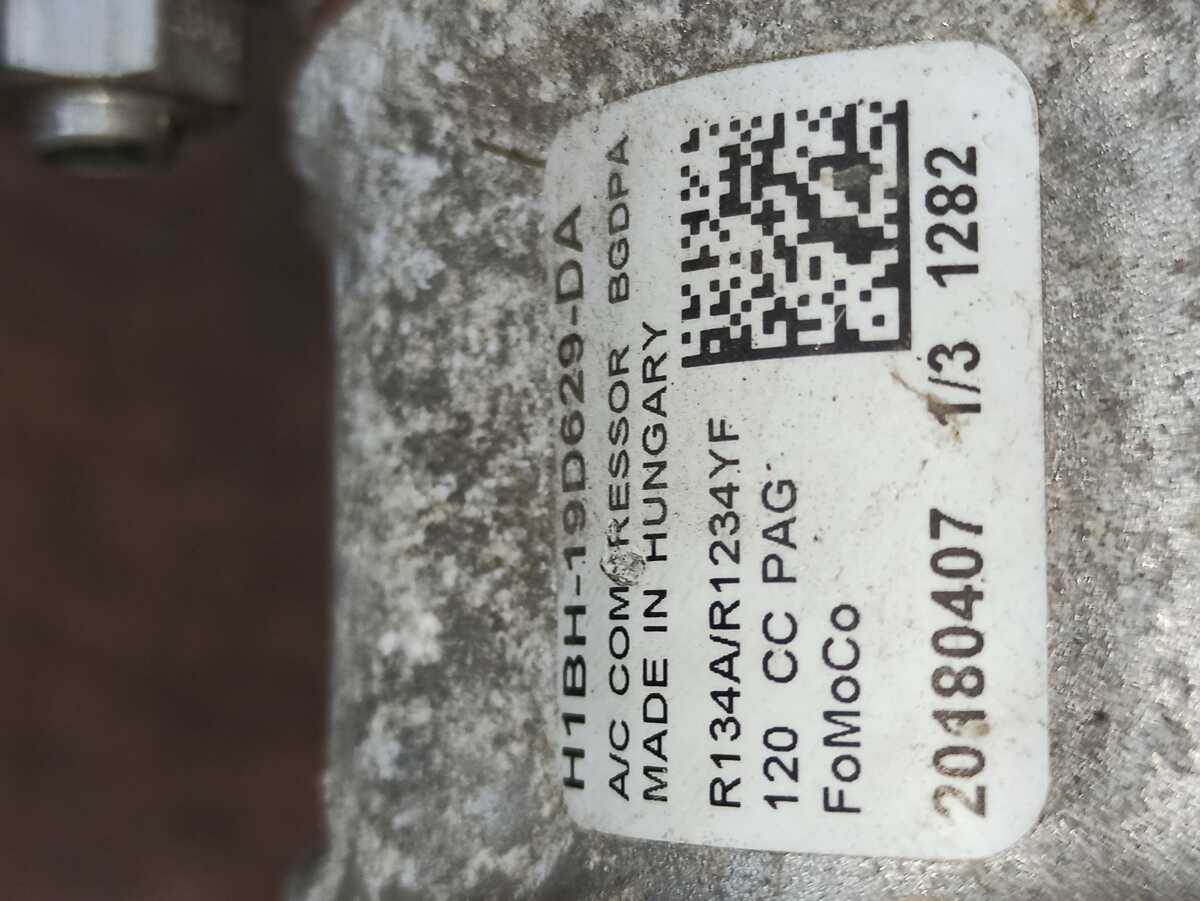 H1BH-19D629-DA
A/C COMPRESSOR BGDPA
MADE IN HUNGARY
R134A/R1234YF
120 CC PAG
FoMoCo
20180407 1/3 1282